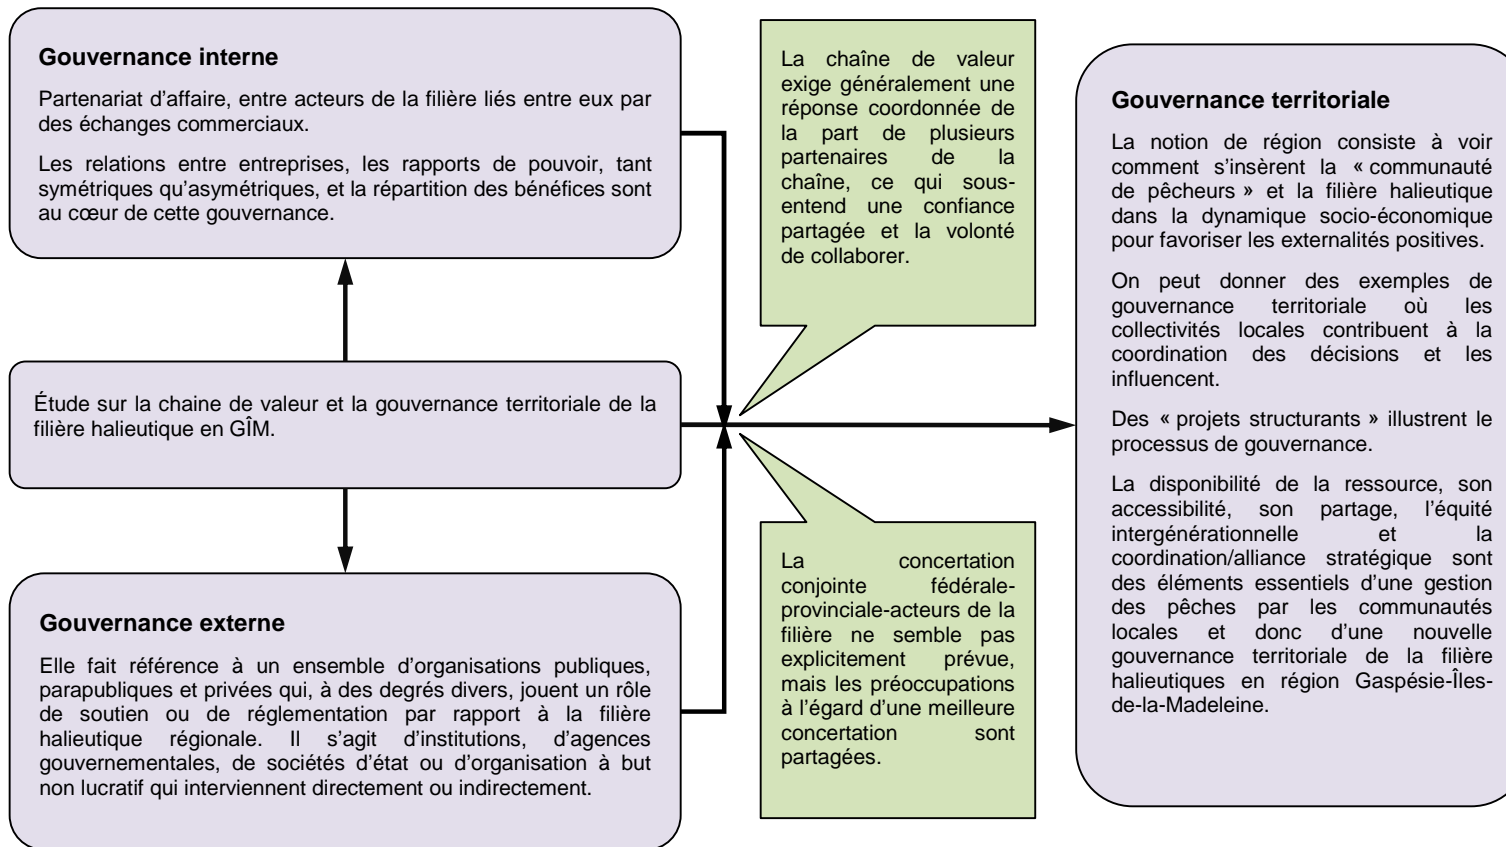 Gouvernance interne
Partenariat d’affaire, entre acteurs de la filière liés entre eux par
des échanges commerciaux.
Les relations entre entreprises, les rapports de pouvoir, tant
symétriques qu’asymétriques, et la répartition des bénéfices sont
au cœur de cette gouvernance.
Étude sur la chaine de valeur et la gouvernance territoriale de la
filière halieutique en GÎM.
Gouvernance externe
Elle fait référence à un ensemble d’organisations publiques,
parapubliques et privées qui, à des degrés divers, jouent un rôle
de soutien ou de réglementation par rapport à la filière
halieutique régionale. Il s’agit d’institutions, d’agences
gouvernementales, de sociétés d’état ou d’organisation à but
non lucratif qui interviennent directement ou indirectement.
La chaîne de valeur
exige généralement une
réponse coordonnée de
la part de plusieurs
partenaires de la
chaîne, ce qui sous-
entend une confiance
partagée et la volonté
de collaborer.
La concertation
conjointe fédérale-
provinciale-acteurs de la
filière ne semble pas
explicitement prévue,
mais les préoccupations
à l’égard d’une meilleure
concertation sont
partagées.
Gouvernance territoriale
La notion de région consiste à voir
comment s’insèrent la « communauté
de pêcheurs » et la filière halieutique
dans la dynamique socio-économique
pour favoriser les externalités positives.
On peut donner des exemples de
gouvernance territoriale où les
collectivités locales contribuent à la
coordination des décisions et les
influencent.
Des « projets structurants » illustrent le
processus de gouvernance.
La disponibilité de la ressource, son
accessibilité, son partage, l’équité
intergénérationnelle et la
coordination/alliance stratégique sont
des éléments essentiels d’une gestion
des pêches par les communautés
locales et donc d’une nouvelle
gouvernance territoriale de la filière
halieutiques en région Gaspésie-Îles-
de-la-Madeleine.